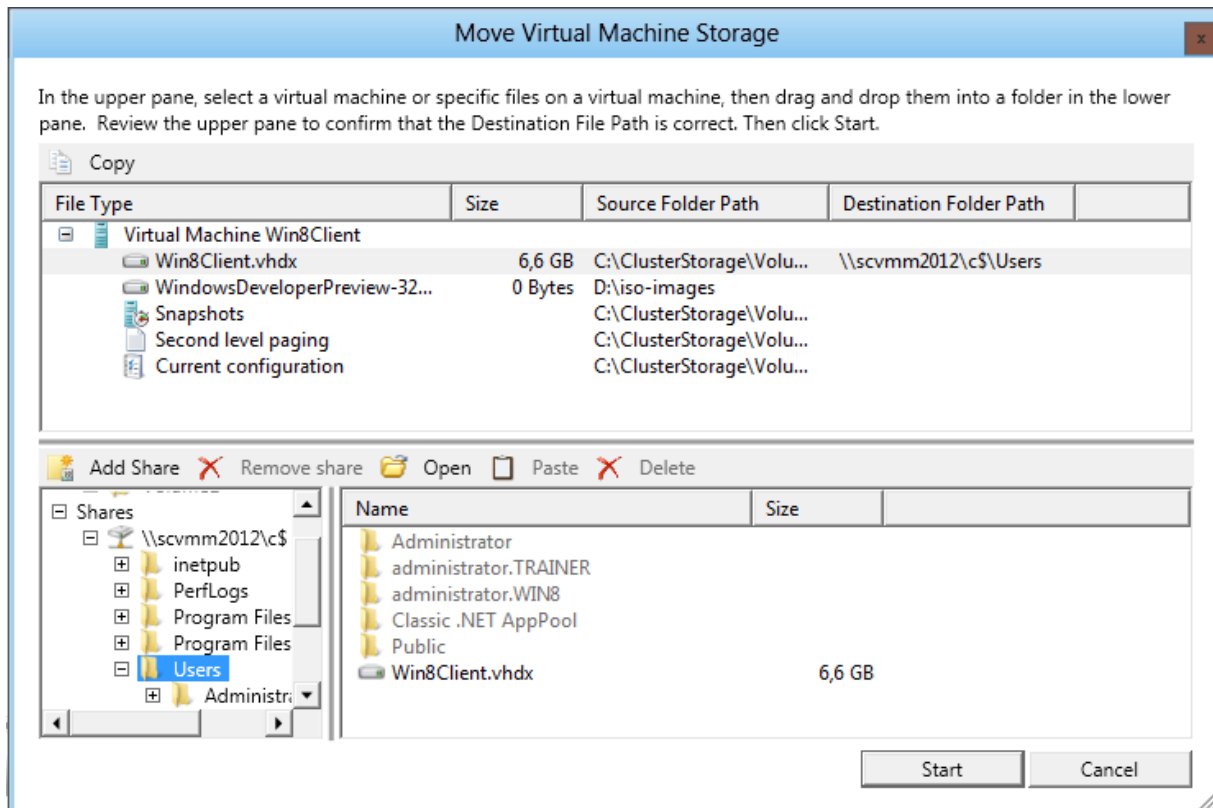 Move Virtual Machine Storage
x
In the upper pane, select a virtual machine or specific files on a virtual machine, then drag and drop them into a folder in the lower
pane. Review the upper pane to confirm that the Destination File Path is correct. Then click Start.
Copy
File Type Size Source Folder Path Destination Folder Path
Virtual Machine Win8Client
Win8Client.vhdx 6,6 GB C:\ClusterStorage\Volu... \\scvmm2012\c$\Users
WindowsDeveloperPreview-32... 0 Bytes D:\iso-images
Snapshots C:\ClusterStorage\Volu...
Second level paging C:\ClusterStorage\Volu...
Current configuration C:\ClusterStorage\Volu...
Add Share Remove share Open Paste Delete
Shares
\\scvmm2012\c$
inetpub
PerfLogs
Program Files
Program Files
Users
Administra
Name Size
Administrator
administrator.TRAINER
administrator.WIN8
Classic .NET AppPool
Public
Win8Client.vhdx 6,6 GB
Start Cancel